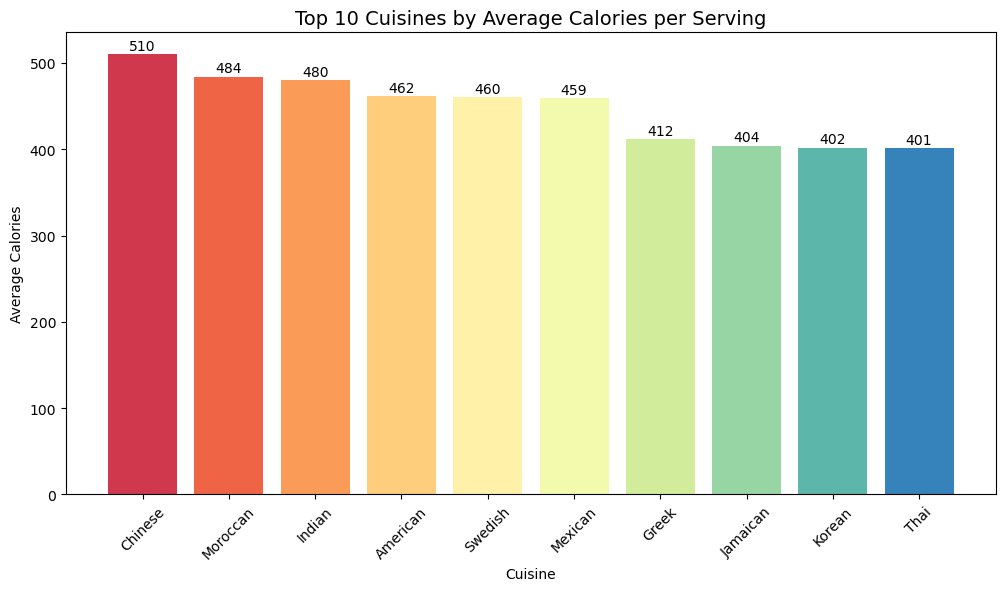 Top 10 Cuisines by Average Calories per Serving
Average Calories
500
400
300
200
100
0
510
484
480
462
460
459
412
404
402
401
Chinese
Moroccan
Indian
American
Swedish
Mexican
Greek
Jamaican
Korean
Thai
Cuisine